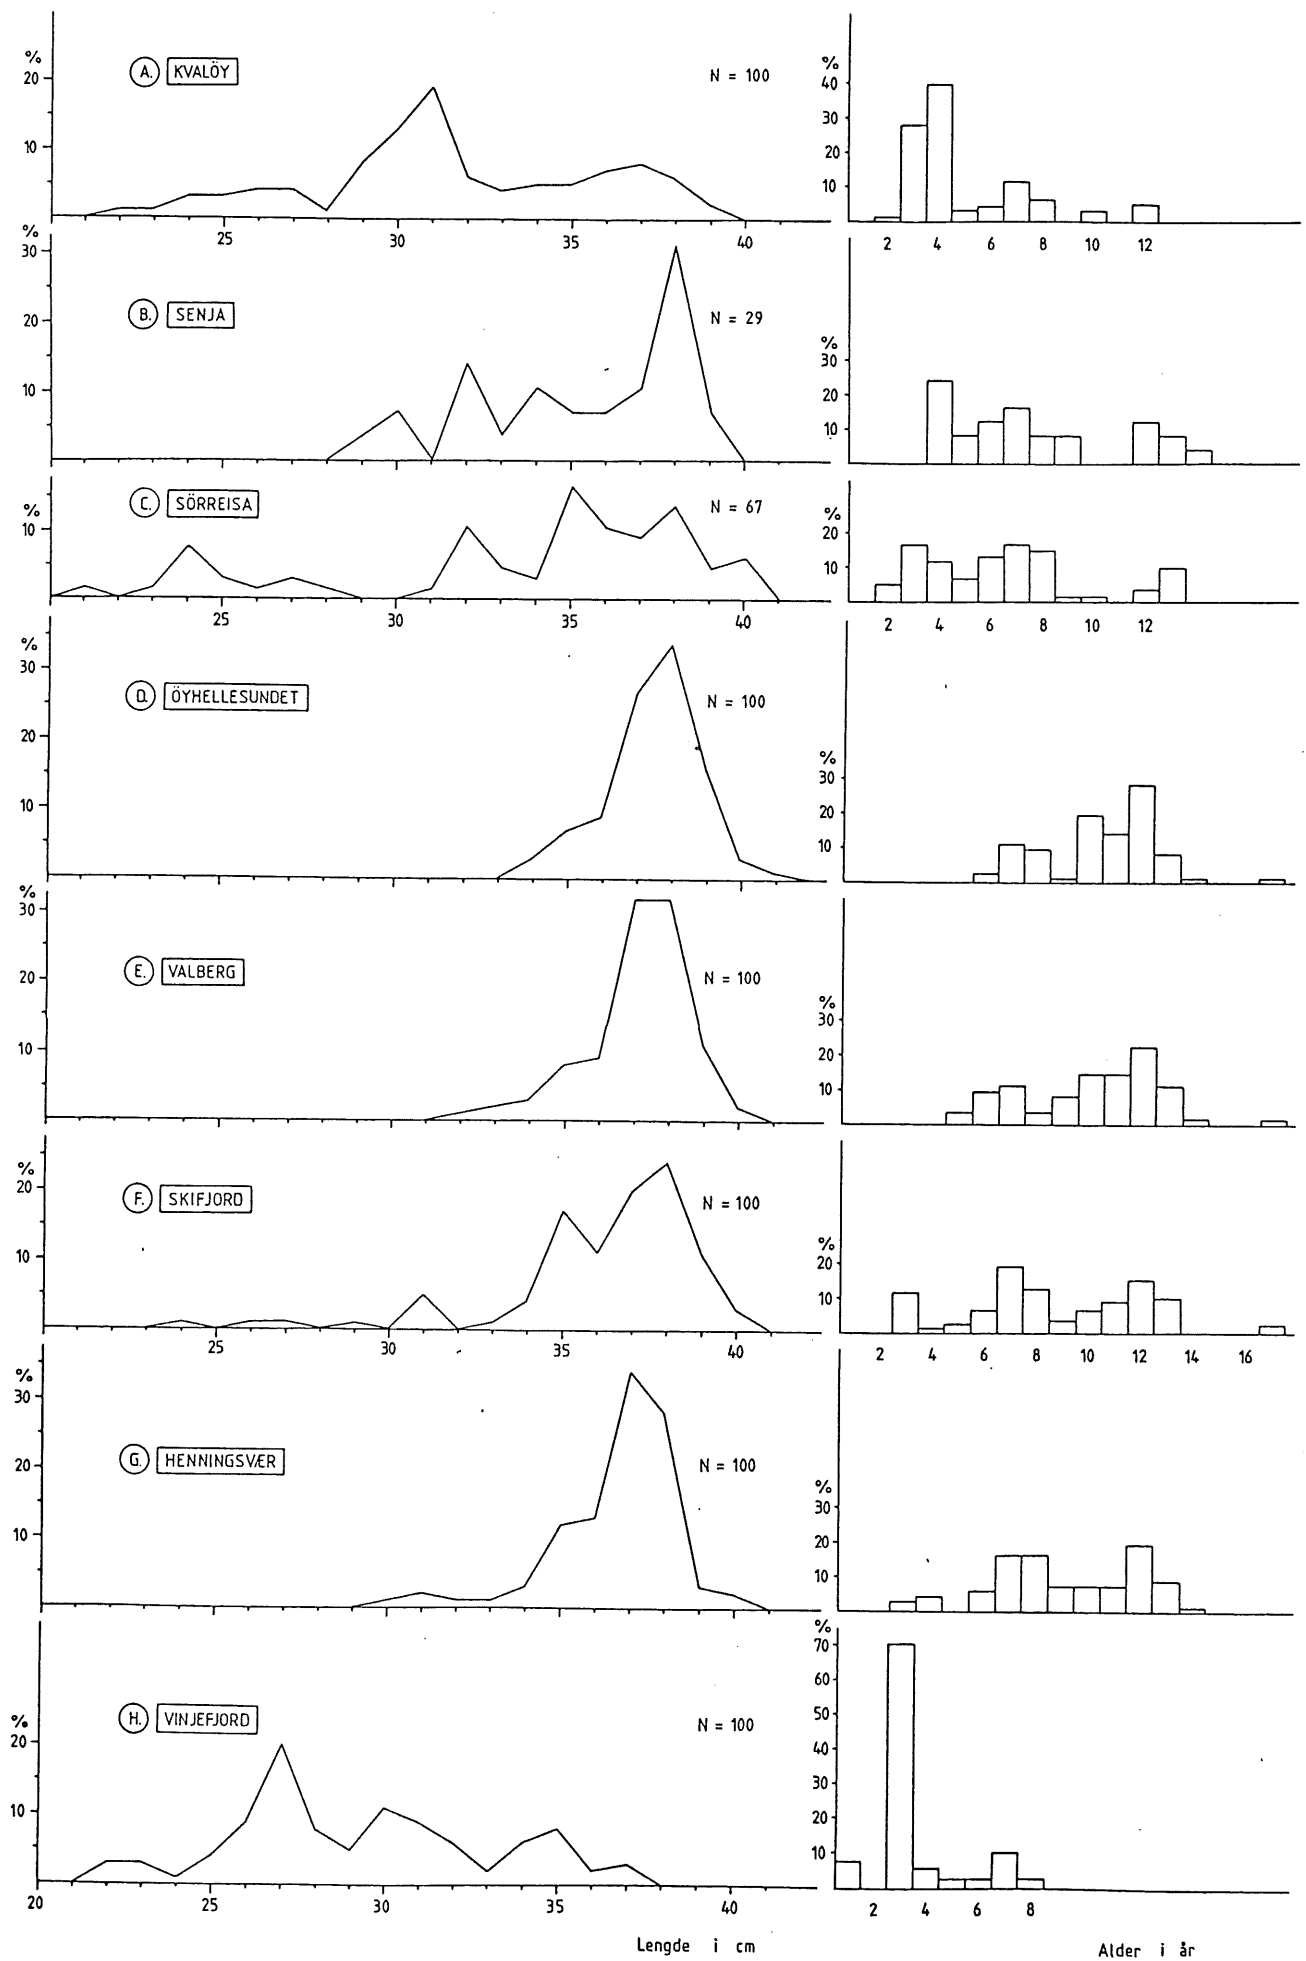 %
20
10
A. KVALÖY
N = 100
25 30 35 40
%
40
30
20
10
2 4 6 8 10 12
%
30
20
10
B. SENJA
N = 29
%
30
20
10
%
10
C. SÖRREISA
N = 67
25 30 35 40
%
20
10
2 4 6 8 10 12
%
30
20
10
D. ÖYHELLESUNDET
N = 100
%
30
20
10
%
30
20
10
E. VALBERG
N = 100
%
30
20
10
%
20
10
F. SKIFJORD
N = 100
25 30 35 40
%
20
10
2 4 6 8 10 12 14 16
%
30
20
10
G. HENNINGSVÆR
N = 100
%
30
20
10
%
20
10
H. VINJEFJORD
N = 100
20 25 30 35 40
Lengde i cm
%
70
60
50
40
30
20
10
2 4 6 8
Alder i år